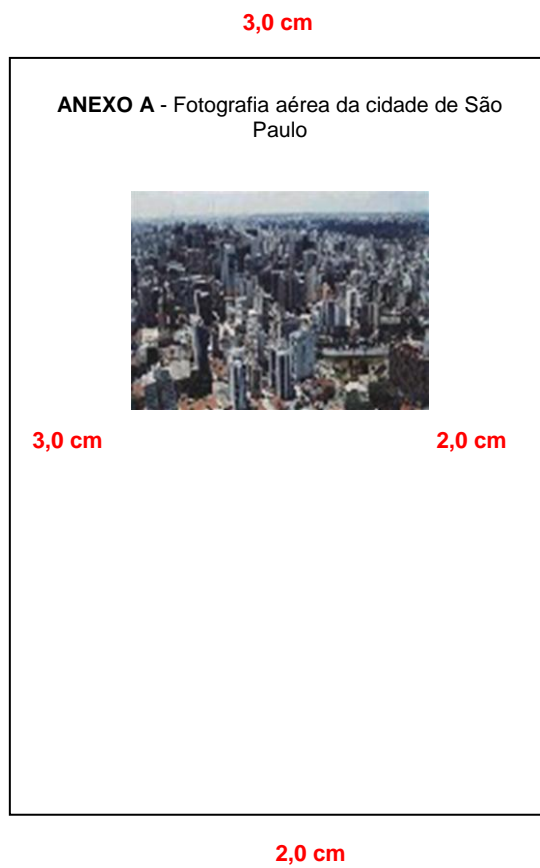 3,0 cm
ANEXO A - Fotografia aérea da cidade de São
Paulo
3,0 cm
2,0 cm
2,0 cm